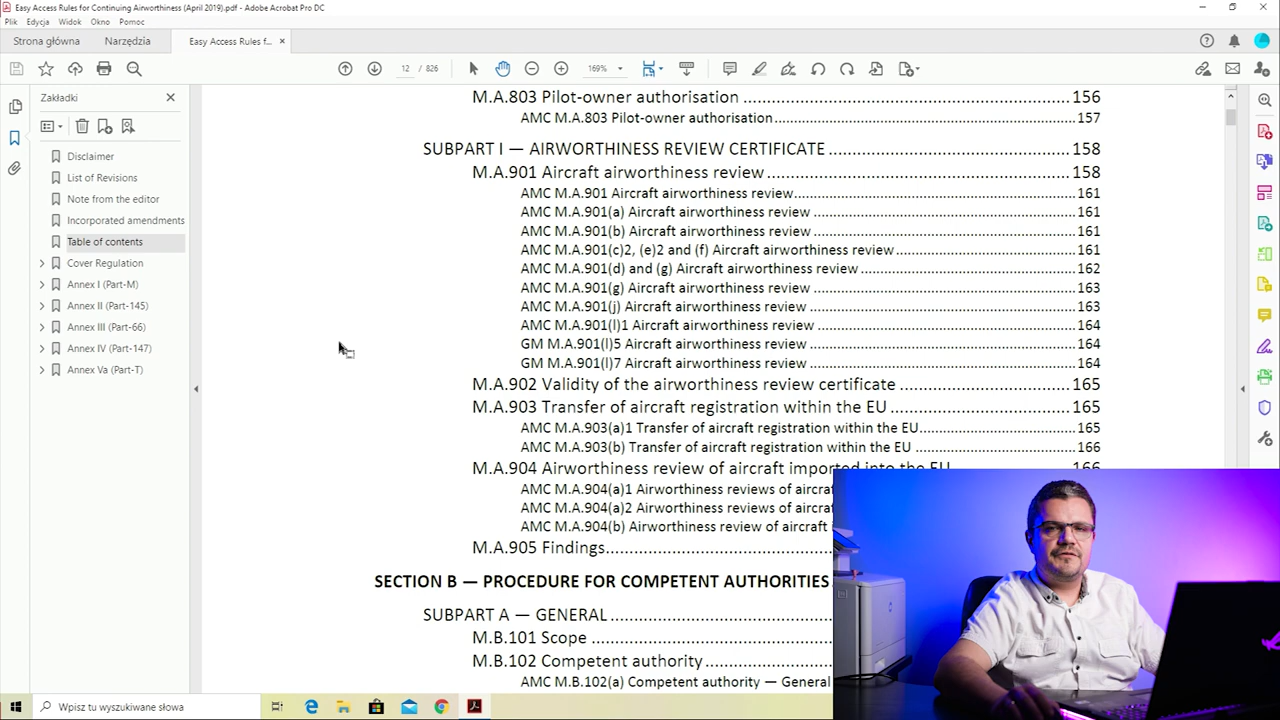 Easy Access Rules for Continuing Airworthiness (April 2019).pdf - Adobe Acrobat Pro DC
Plik Edycja Widok Okno Pomoc
Strona główna Narzędzia Easy Access Rules f...
12 / 826 169%
Zakładki
Disclaimer
List of Revisions
Note from the editor
Incorporated amendments
Table of contents
Cover Regulation
Annex I (Part-M)
Annex II (Part-145)
Annex III (Part-66)
Annex IV (Part-147)
Annex Va (Part-T)
M.A.803 Pilot-owner authorisation 156
AMC M.A.803 Pilot-owner authorisation 157
SUBPART I — AIRWORTHINESS REVIEW CERTIFICATE 158
M.A.901 Aircraft airworthiness review 158
AMC M.A.901 Aircraft airworthiness review 161
AMC M.A.901(a) Aircraft airworthiness review 161
AMC M.A.901(b) Aircraft airworthiness review 161
AMC M.A.901(c)2, (e)2 and (f) Aircraft airworthiness review 161
AMC M.A.901(d) and (g) Aircraft airworthiness review 162
AMC M.A.901(g) Aircraft airworthiness review 163
AMC M.A.901(j) Aircraft airworthiness review 163
AMC M.A.901(l)1 Aircraft airworthiness review 164
GM M.A.901(l)5 Aircraft airworthiness review 164
GM M.A.901(l)7 Aircraft airworthiness review 164
M.A.902 Validity of the airworthiness review certificate 165
M.A.903 Transfer of aircraft registration within the EU 165
AMC M.A.903(a)1 Transfer of aircraft registration within the EU 165
AMC M.A.903(b) Transfer of aircraft registration within the EU 166
M.A.904 Airworthiness review of aircraft imported into the EU 166
AMC M.A.904(a)1 Airworthiness reviews of aircra
AMC M.A.904(a)2 Airworthiness reviews of aircra
AMC M.A.904(b) Airworthiness review of aircraft
M.A.905 Findings
SECTION B — PROCEDURE FOR COMPETENT AUTHORITIES
SUBPART A — GENERAL
M.B.101 Scope
M.B.102 Competent authority
AMC M.B.102(a) Competent authority — General
Wpisz tu wyszukiwane słowa